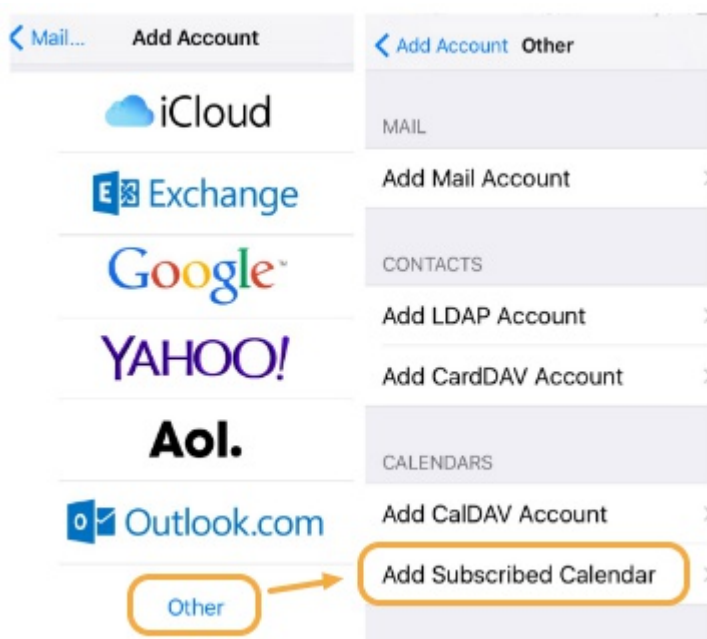 Mail...
Add Account
iCloud
E Exchange
Google™
YAHOO!
Aol.
o Outlook.com
Other
Add Account
Other
MAIL
Add Mail Account
CONTACTS
Add LDAP Account
Add CardDAV Account
CALENDARS
Add CalDAV Account
Add Subscribed Calendar